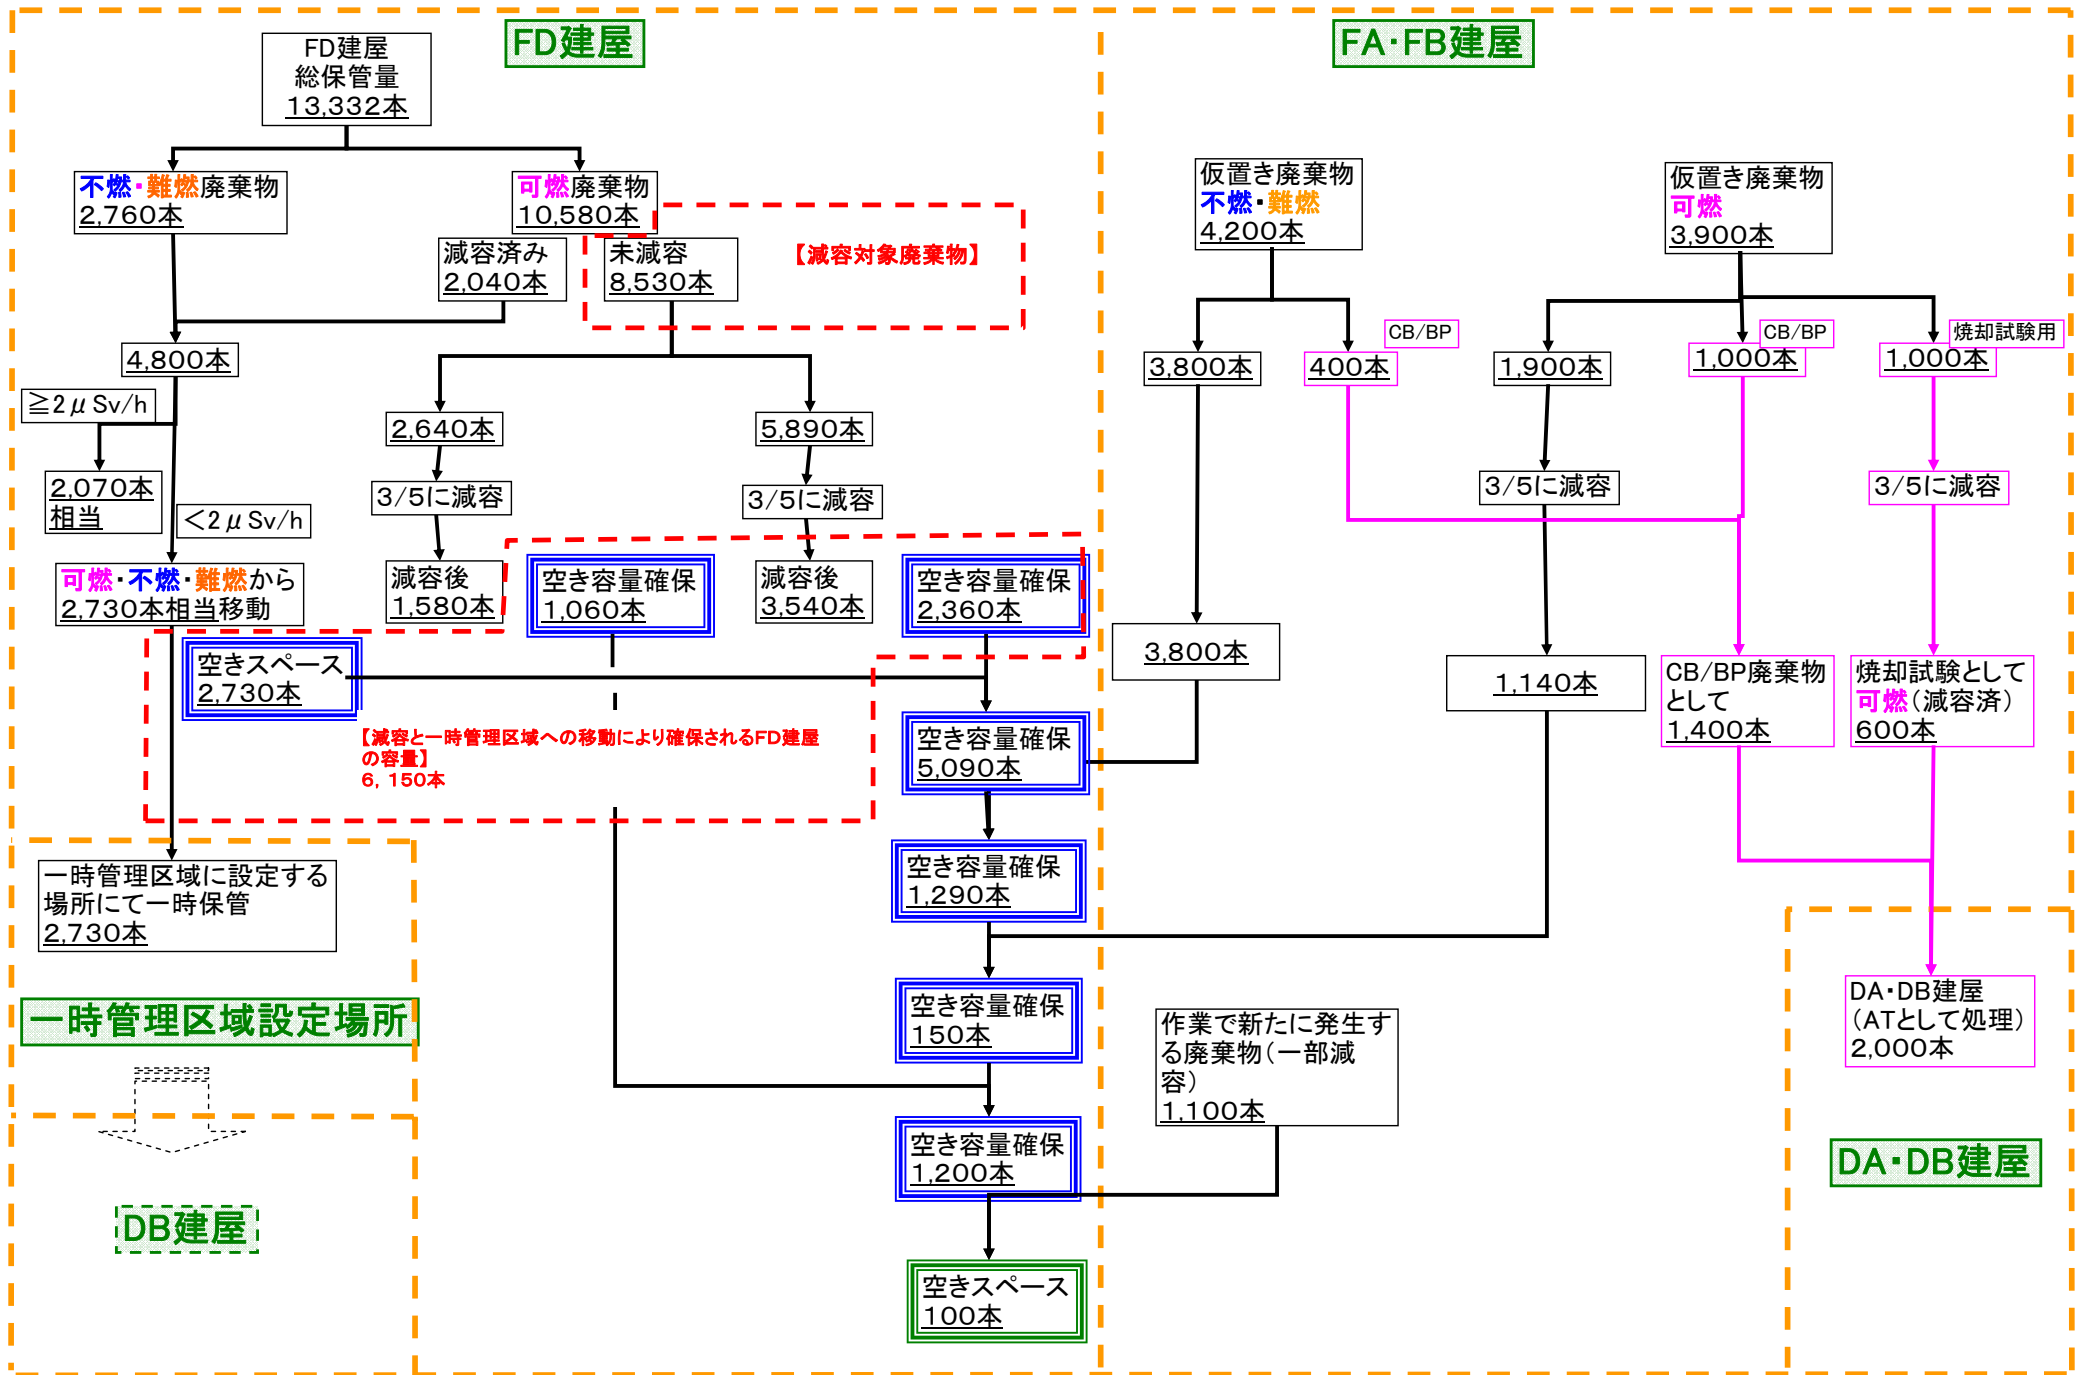 FD建屋
FA・FB建屋
FD建屋
総保管量
13,332本
不燃・難燃廃棄物
2,760本
可燃廃棄物
10,580本
減容済み
2,040本
未減容
8,530本
【減容対象廃棄物】
仮置き廃棄物
不燃・難燃
4,200本
仮置き廃棄物
可燃
3,900本
4,800本
≧2μSv/h
2,070本
相当
＜2μSv/h
2,640本
5,890本
3/5に減容
3/5に減容
3,800本
400本
CB/BP
1,900本
1,000本
CB/BP
1,000本
焼却試験用
3/5に減容
3/5に減容
可燃・不燃・難燃から
2,730本相当移動
減容後
1,580本
空き容量確保
1,060本
減容後
3,540本
空き容量確保
2,360本
空きスペース
2,730本
3,800本
1,140本
CB/BP廃棄物
として
1,400本
焼却試験として
可燃（減容済）
600本
【減容と一時管理区域への移動により確保されるFD建屋
の容量】
6，150本
空き容量確保
5,090本
一時管理区域に設定する
場所にて一時保管
2,730本
空き容量確保
1,290本
一時管理区域設定場所
空き容量確保
150本
作業で新たに発生す
る廃棄物（一部減
容）
1,100本
DA・DB建屋
（ATとして処理）
2,000本
空き容量確保
1,200本
DA・DB建屋
DB建屋
空きスペース
100本